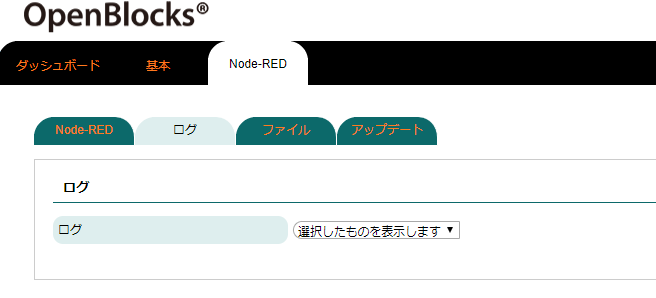 OpenBlocks®
ダッシュボード 基本 Node-RED
Node-RED ログ ファイル アップデート
ログ
ログ 選択したものを表示します ▼